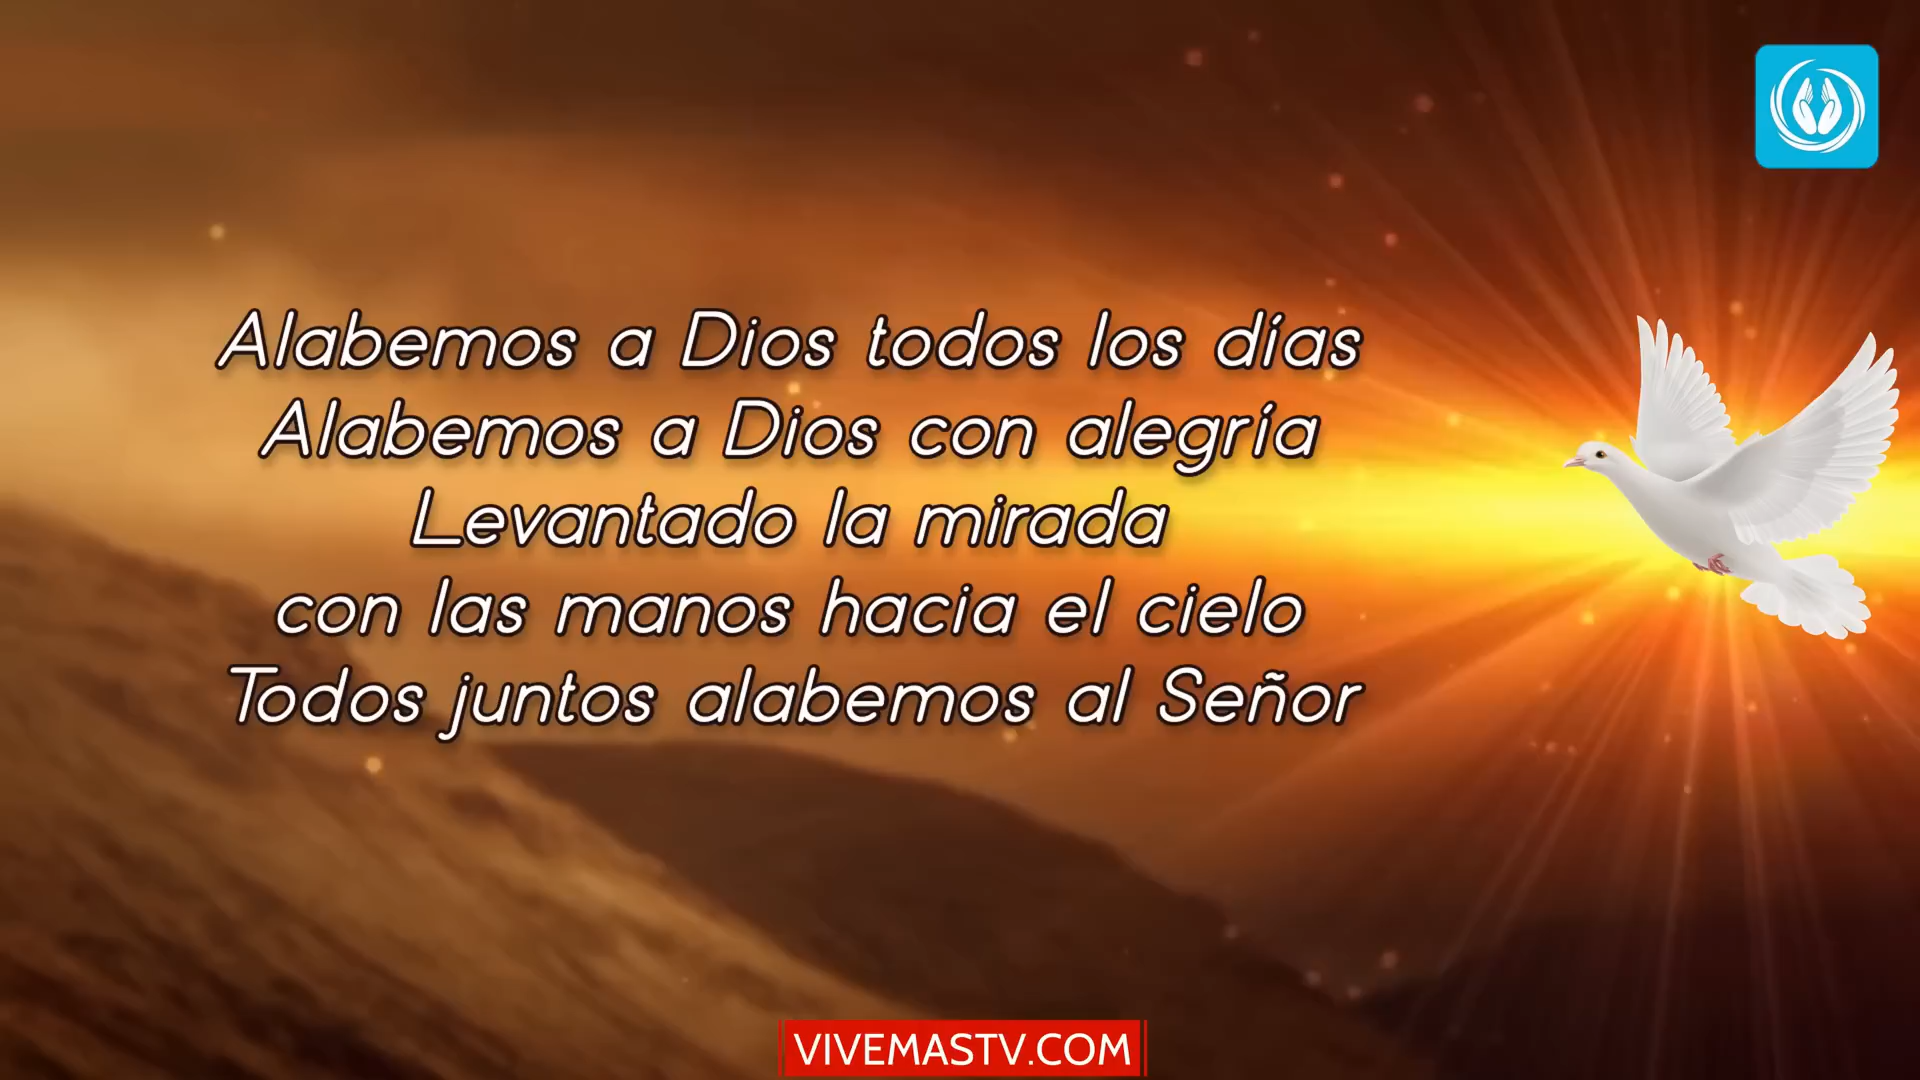 Alabemos a Dios todos los días
Alabemos a Dios con alegría
Levantado la mirada
con las manos hacia el cielo
Todos juntos alabemos al Señor
VIVEMASTV.COM